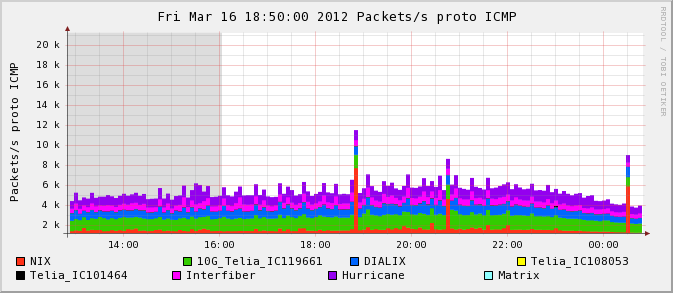 Fri Mar 16 18:50:00 2012 Packets/s proto ICMP
RRDTOOL / TOBI OETIKER
Packets/s proto ICMP
20 k
18 k
16 k
14 k
12 k
10 k
8 k
6 k
4 k
2 k
14:00 16:00 18:00 20:00 22:00 00:00
NIX 10G_Telia_IC119661 DIALIX Telia_IC108053
Telia_IC101464 Interfiber Hurricane Matrix